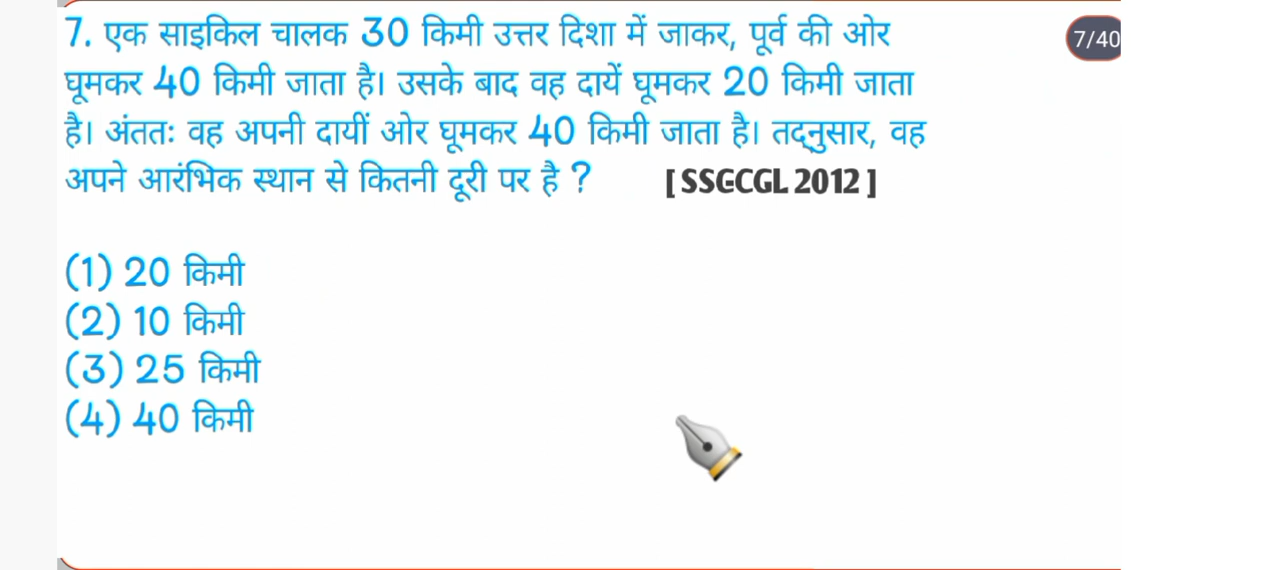 7. एक साइकिल चालक 30 किमी उत्तर दिशा में जाकर, पूर्व की ओर
7/40
घूमकर 40 किमी जाता है। उसके बाद वह दायें घूमकर 20 किमी जाता
है। अंततः वह अपनी दायीं ओर घूमकर 40 किमी जाता है। तद्नुसार, वह
अपने आरंभिक स्थान से कितनी दूरी पर है ? [ SSGCGL 2012 ]
(1) 20 किमी
(2) 10 किमी
(3) 25 किमी
(4) 40 किमी